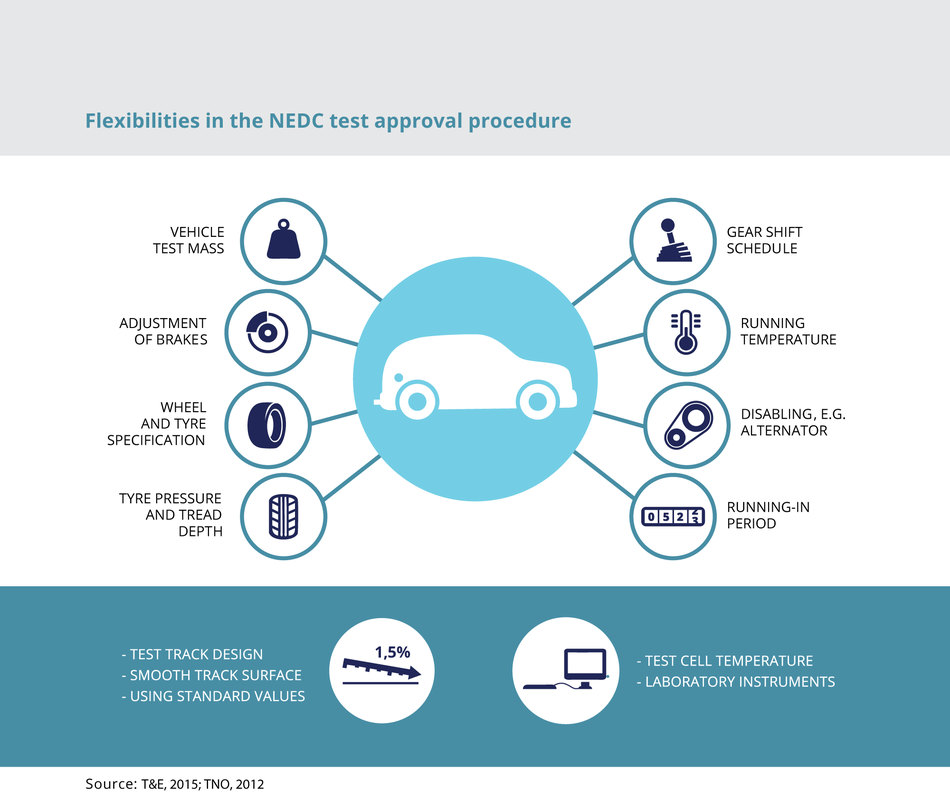 Flexibilities in the NEDC test approval procedure
VEHICLE
TEST MASS
ADJUSTMENT
OF BRAKES
WHEEL
AND TYRE
SPECIFICATION
TYRE PRESSURE
AND TREAD
DEPTH
GEAR SHIFT
SCHEDULE
RUNNING
TEMPERATURE
DISABLING, E.G.
ALTERNATOR
RUNNING-IN
PERIOD
0 5 2 2 3
- TEST TRACK DESIGN
- SMOOTH TRACK SURFACE
- USING STANDARD VALUES
1,5%
- TEST CELL TEMPERATURE
- LABORATORY INSTRUMENTS
Source: T&E, 2015; TNO, 2012